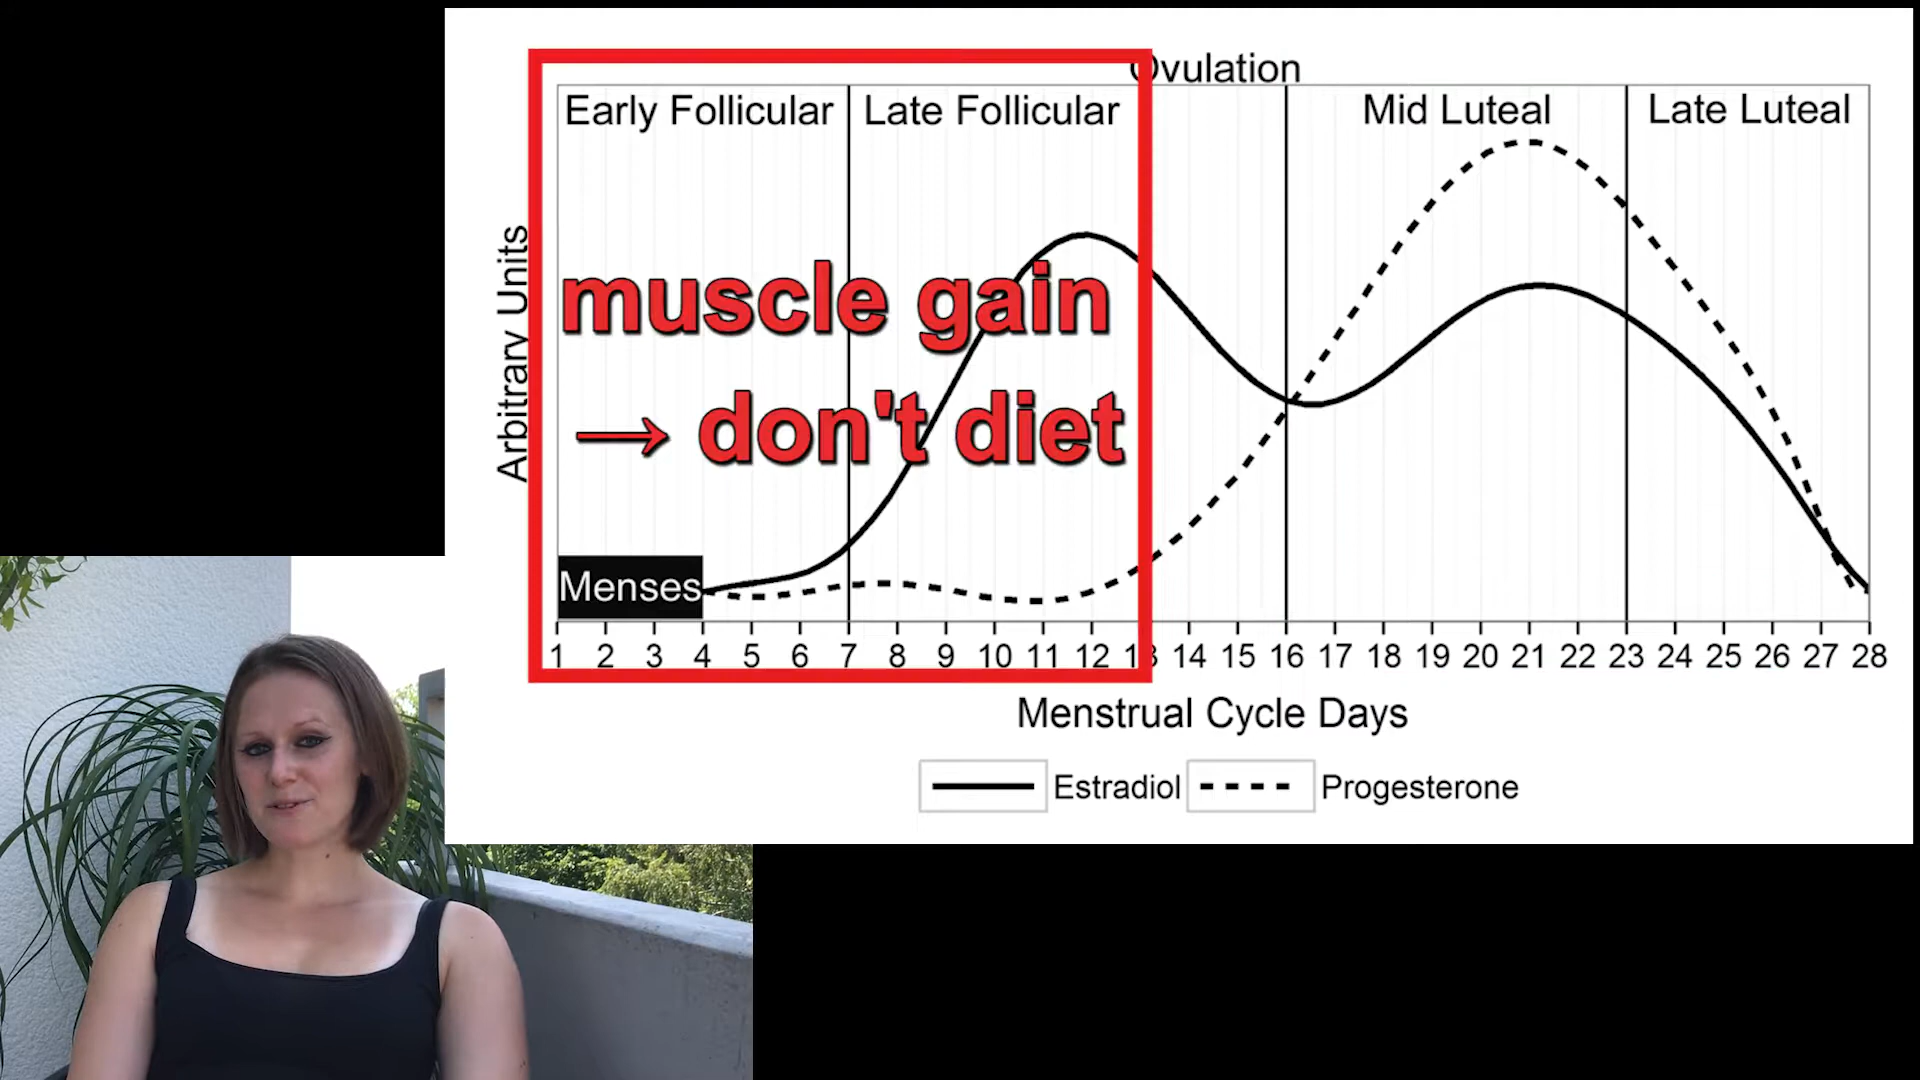 Ovulation
Early Follicular
Late Follicular
Mid Luteal
Late Luteal
Arbitrary Units
muscle gain
→ don't diet
Menses
1 2 3 4 5 6 7 8 9 10 11 12 13 14 15 16 17 18 19 20 21 22 23 24 25 26 27 28
Menstrual Cycle Days
Estradiol
Progesterone